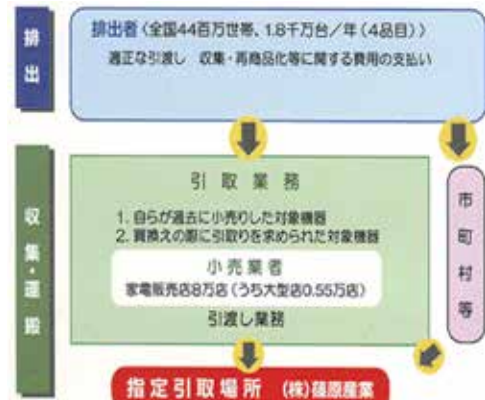 排出
排出者(全国44百万世帯、1.8千万台/年(4品目))
適正な引渡し 収集・再商品化等に関する費用の支払い
収集・運搬
引取業務
1. 自らが過去に小売りした対象機器
2. 買換えの際に引取りを求められた対象機器
小売業者
家電販売店8万店(うち大型店0.55万店)
引渡し業務
市町村等
指定引取場所 (株)篠原産業